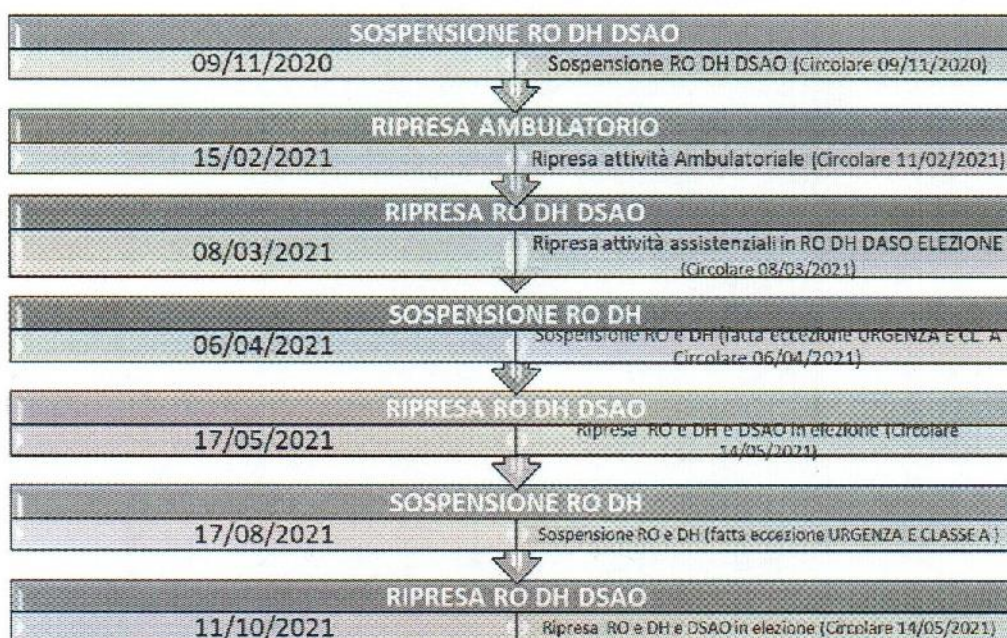 SOSPENSIONE RO DH DSAO
09/11/2020
Sospensione RO DH DSAO (Circolare 09/11/2020)
RIPRESA AMBULATORIO
15/02/2021
Ripresa attività Ambulatoriale (Circolare 11/02/2021)
RIPRESA RO DH DSAO
08/03/2021
Ripresa attività assistenziali in RO DH DASO ELEZIONE
(Circolare 08/03/2021)
SOSPENSIONE RO DH
06/04/2021
Sospensione RO e DH (fatta eccezione URGENZA E CL. A
Circolare 06/04/2021)
RIPRESA RO DH DSAO
17/05/2021
Ripresa RO e DH e DSAO in elezione (Circolare
14/05/2021)
SOSPENSIONE RO DH
17/08/2021
Sospensione RO e DH (fatta eccezione URGENZA E CLASSE A )
RIPRESA RO DH DSAO
11/10/2021
Ripresa RO e DH e DSAO in elezione (Circolare 14/05/2021)